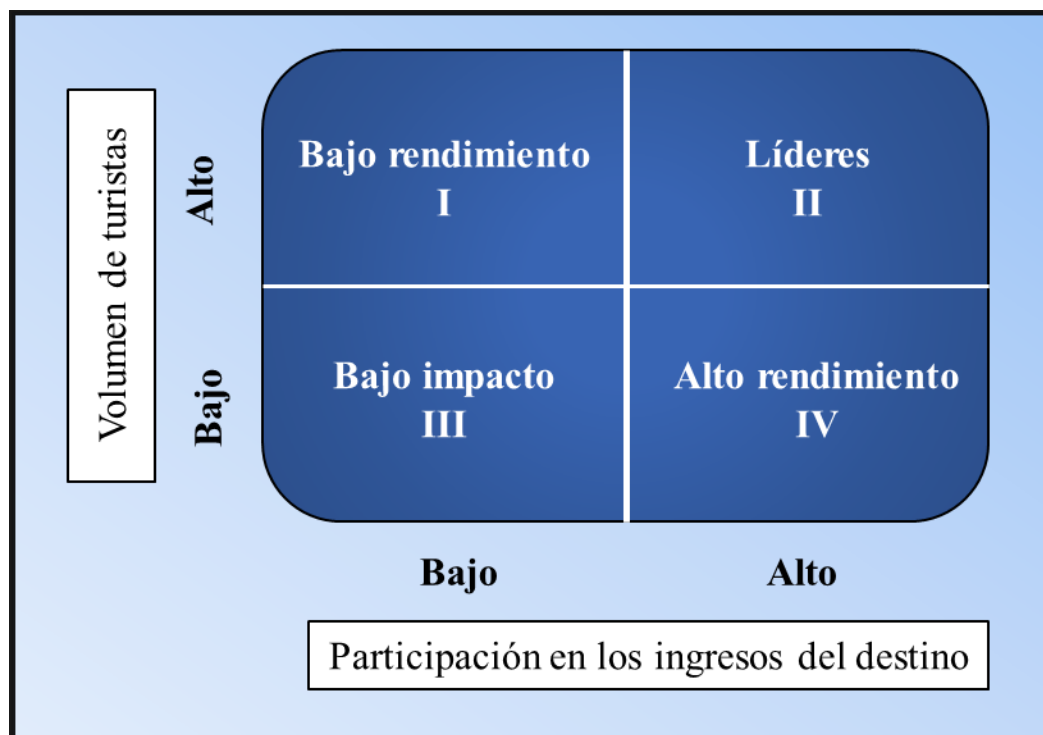 Volumen de turistas
Alto
Bajo
Bajo rendimiento
I
Líderes
II
Bajo impacto
III
Alto rendimiento
IV
Bajo
Alto
Participación en los ingresos del destino